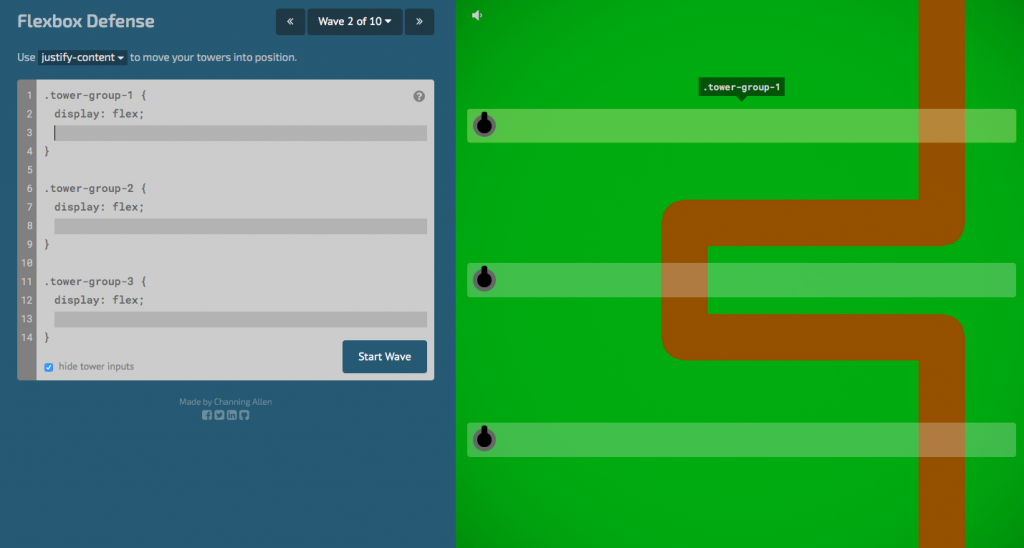 Flexbox Defense
« Wave 2 of 10 »
Use justify-content to move your towers into position.
1 .tower-group-1 {
2 display: flex;
3
4 }
5
6 .tower-group-2 {
7 display: flex;
8
9 }
10
11 .tower-group-3 {
12 display: flex;
13
14 }
?
hide tower inputs
Start Wave
Made by Channing Allen
.tower-group-1